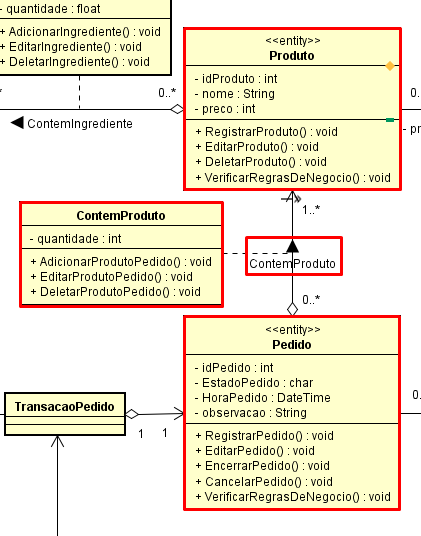 - quantidade : float
+ AdicionarIngrediente() : void
+ EditarIngrediente() : void
+ DeletarIngrediente() : void
<<entity>>
Produto
- idProduto : int
- nome : String
- preco : int
+ RegistrarProduto() : void
+ EditarProduto() : void
+ DeletarProduto() : void
+ VerificarRegrasDeNegocio() : void
0..*
ContemIngrediente
1..*
ContemProduto
- quantidade : int
+ AdicionarProdutoPedido() : void
+ EditarProdutoPedido() : void
+ DeletarProdutoPedido() : void
ContemProduto
0..*
<<entity>>
Pedido
- idPedido : int
- EstadoPedido : char
- HoraPedido : DateTime
- observacao : String
+ RegistrarPedido() : void
+ EditarPedido() : void
+ EncerrarPedido() : void
+ CancelarPedido() : void
+ VerificarRegrasDeNegocio() : void
TransacaoPedido
1
1